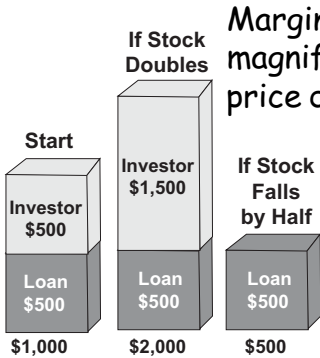 Margin
magnif
price o
If Stock
Doubles
Start
If Stock
Falls
by Half
Investor
$500
Investor
$1,500
Loan
$500
Loan
$500
Loan
$500
$1,000
$2,000
$500